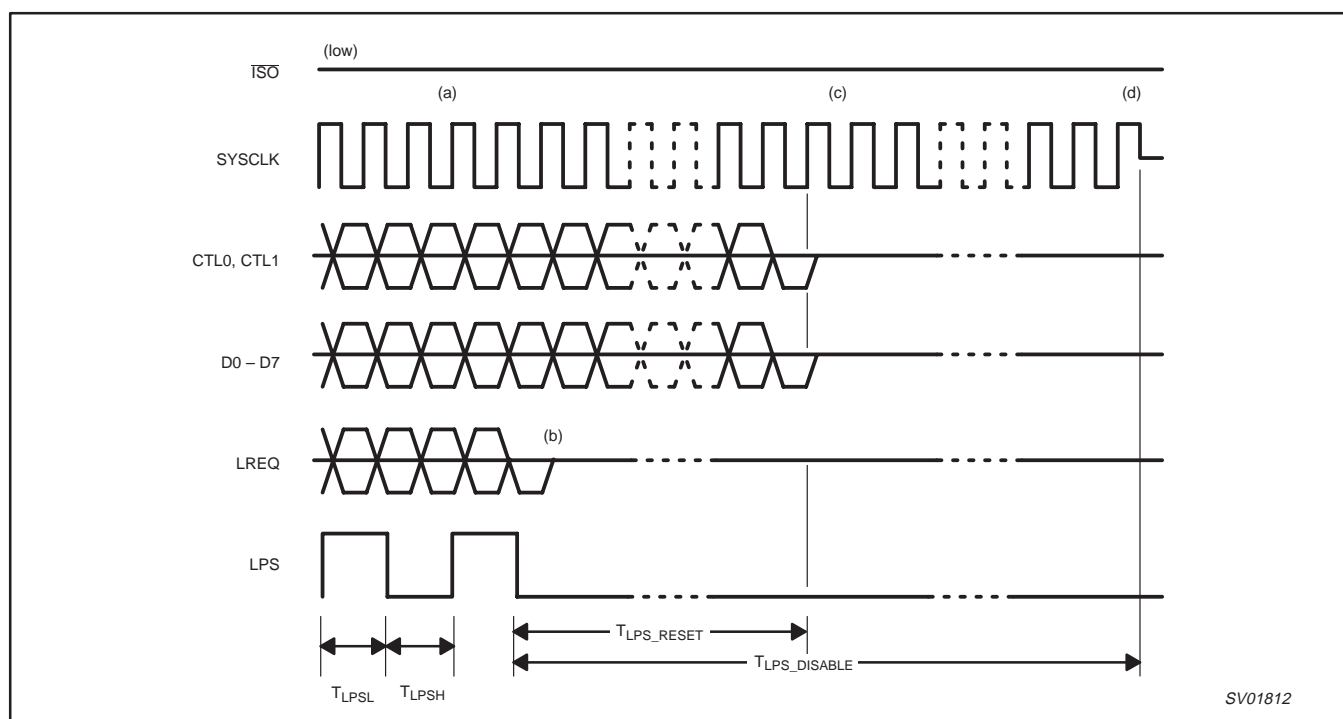 (low)
ISO
(a) (c) (d)
SYSCLK
CTL0, CTL1
D0 – D7
(b)
LREQ
LPS
TLPS_RESET
TLPS_DISABLE
TLPSL TLPSH
SV01812